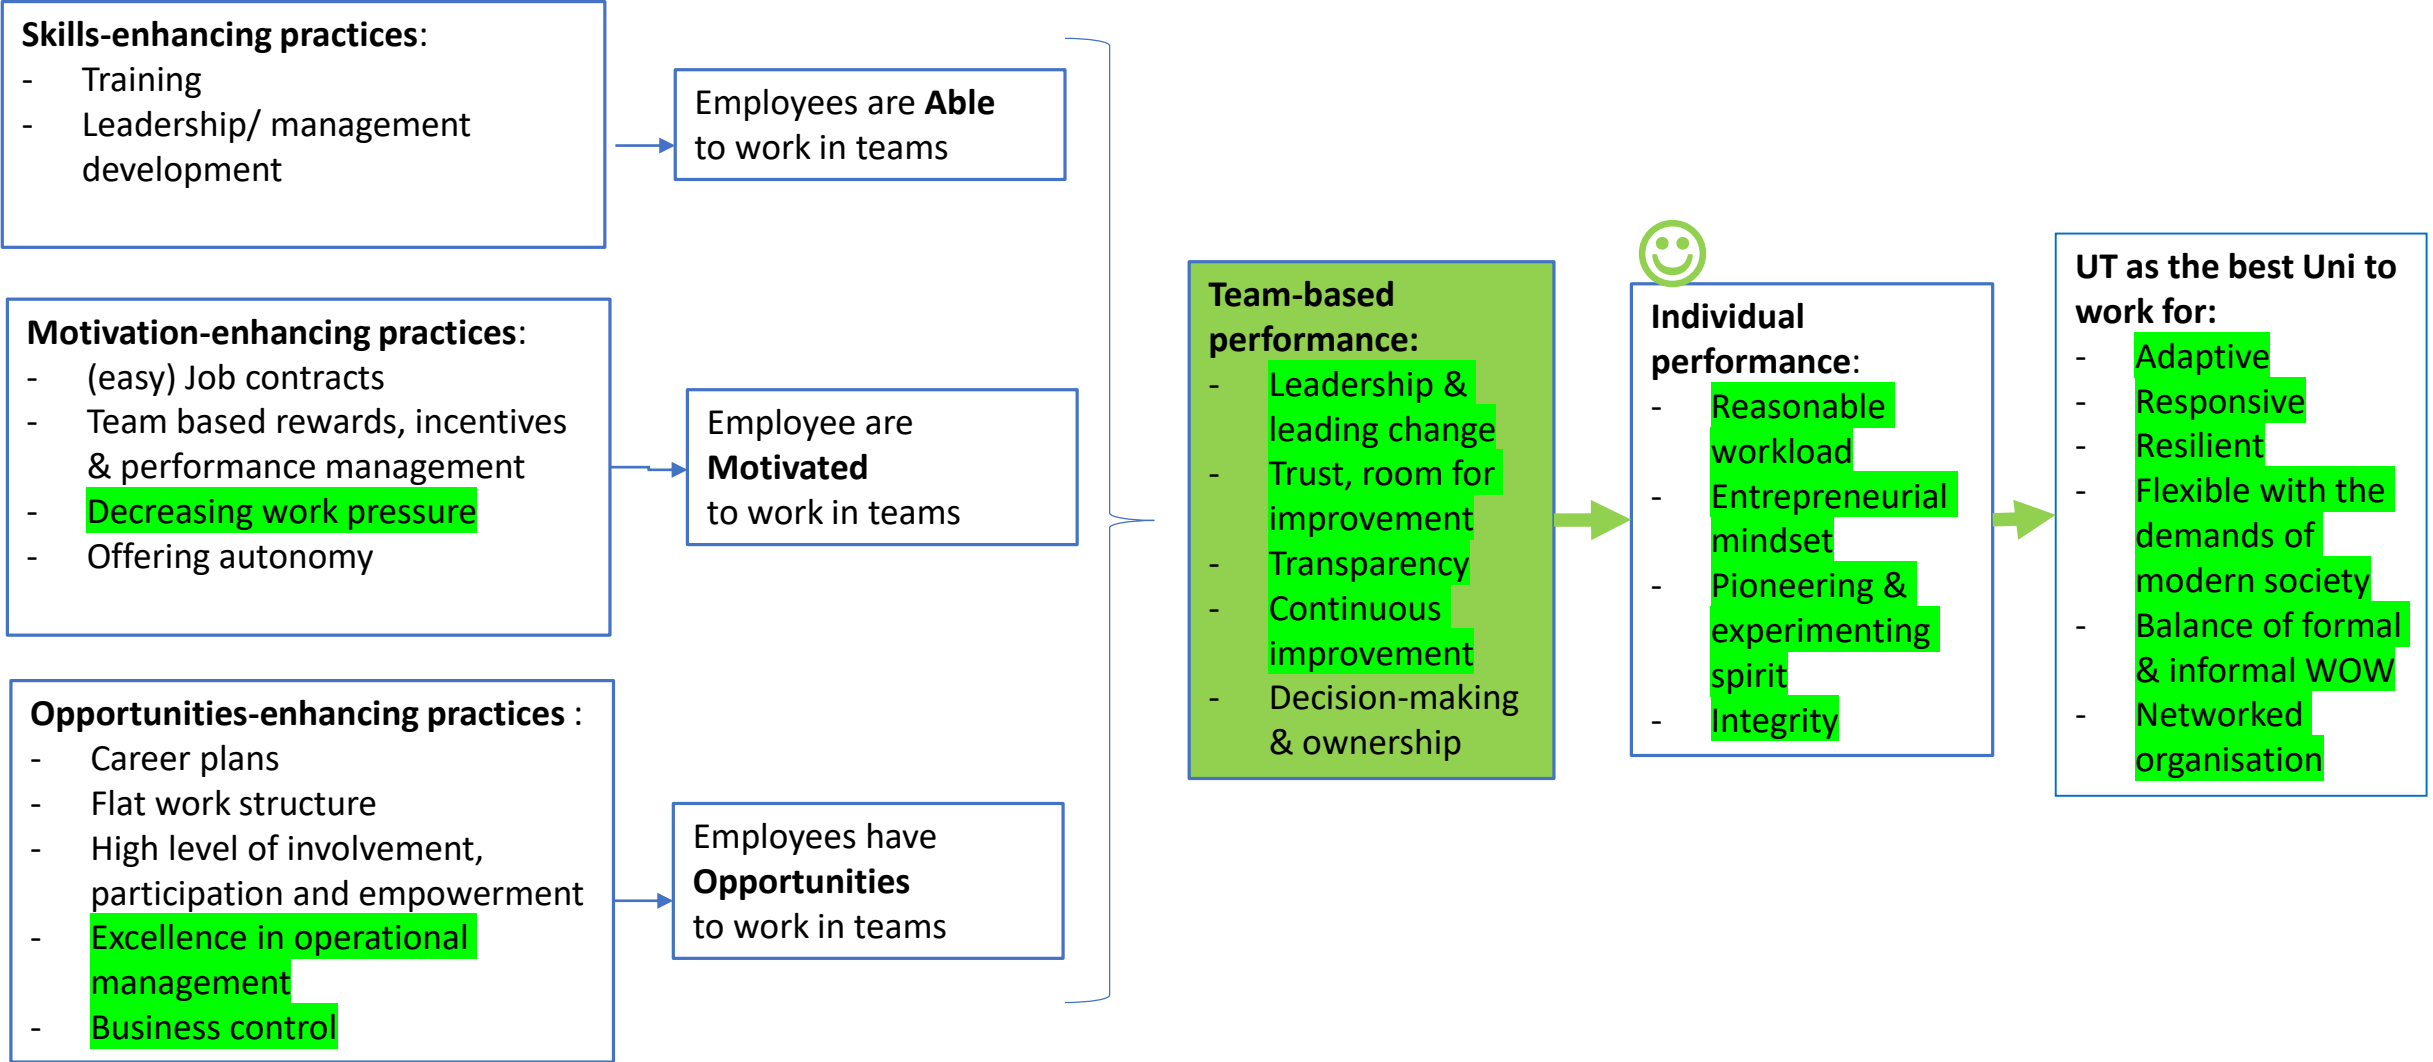 Skills-enhancing practices:
- Training
- Leadership/ management
development
Employees are Able
to work in teams
Motivation-enhancing practices:
- (easy) Job contracts
- Team based rewards, incentives
& performance management
- Decreasing work pressure
- Offering autonomy
Employee are
Motivated
to work in teams
Opportunities-enhancing practices :
- Career plans
- Flat work structure
- High level of involvement,
participation and empowerment
- Excellence in operational
management
- Business control
Employees have
Opportunities
to work in teams
Team-based
performance:
- Leadership &
leading change
- Trust, room for
improvement
- Transparency
- Continuous
improvement
- Decision-making
& ownership
Individual
performance:
- Reasonable
workload
- Entrepreneurial
mindset
- Pioneering &
experimenting
spirit
- Integrity
UT as the best Uni to
work for:
- Adaptive
- Responsive
- Resilient
- Flexible with the
demands of
modern society
- Balance of formal
& informal WOW
- Networked
organisation